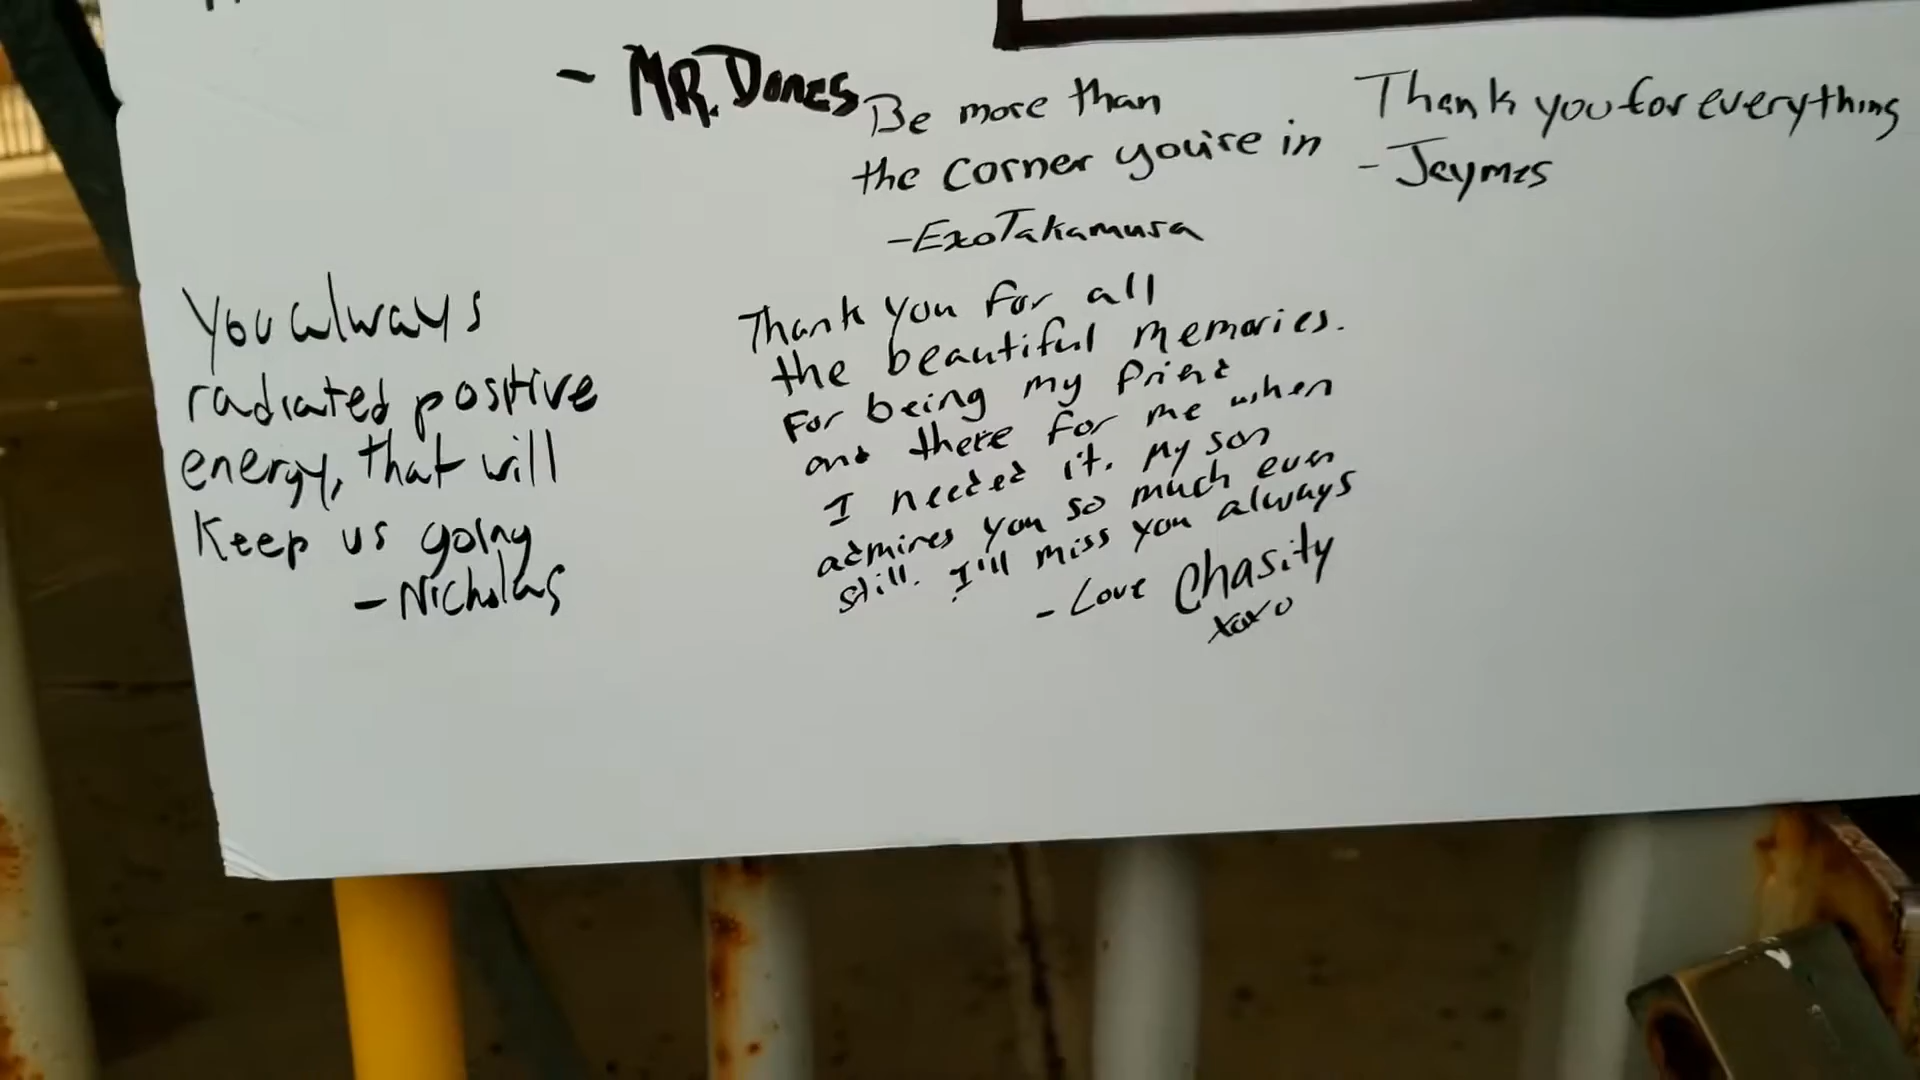 - MR. Dones
Be more than
the corner you're in
- ExoTakamura
Thank you for everything
- Jaymes
You always
radiated positive
energy, that will
Keep us going
- Nicholas
Thank you for all
the beautiful memories.
For being my friend
and there for me when
I needed it. My son
admires you so much even
still. I'll miss you always
- Love Chasity
xoxo